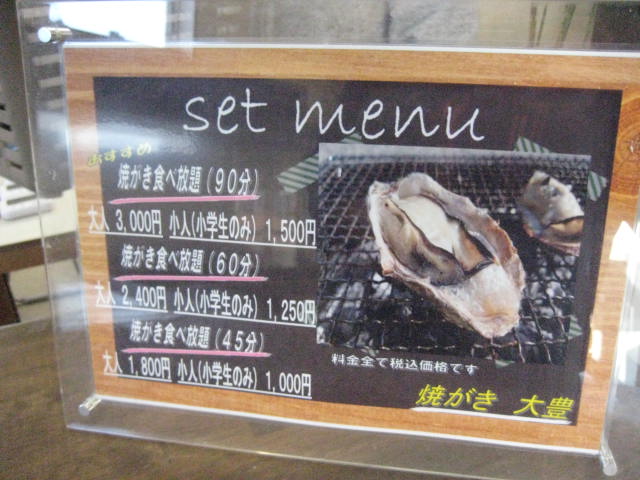 set menu
おすすめ
焼がき食べ放題(90分)
大人 3,000円 小人(小学生のみ) 1,500円
焼がき食べ放題(60分)
大人 2,400円 小人(小学生のみ) 1,250円
焼がき食べ放題(45分)
大人 1,800円 小人(小学生のみ) 1,000円
料金全て税込価格です
焼がき 大豊